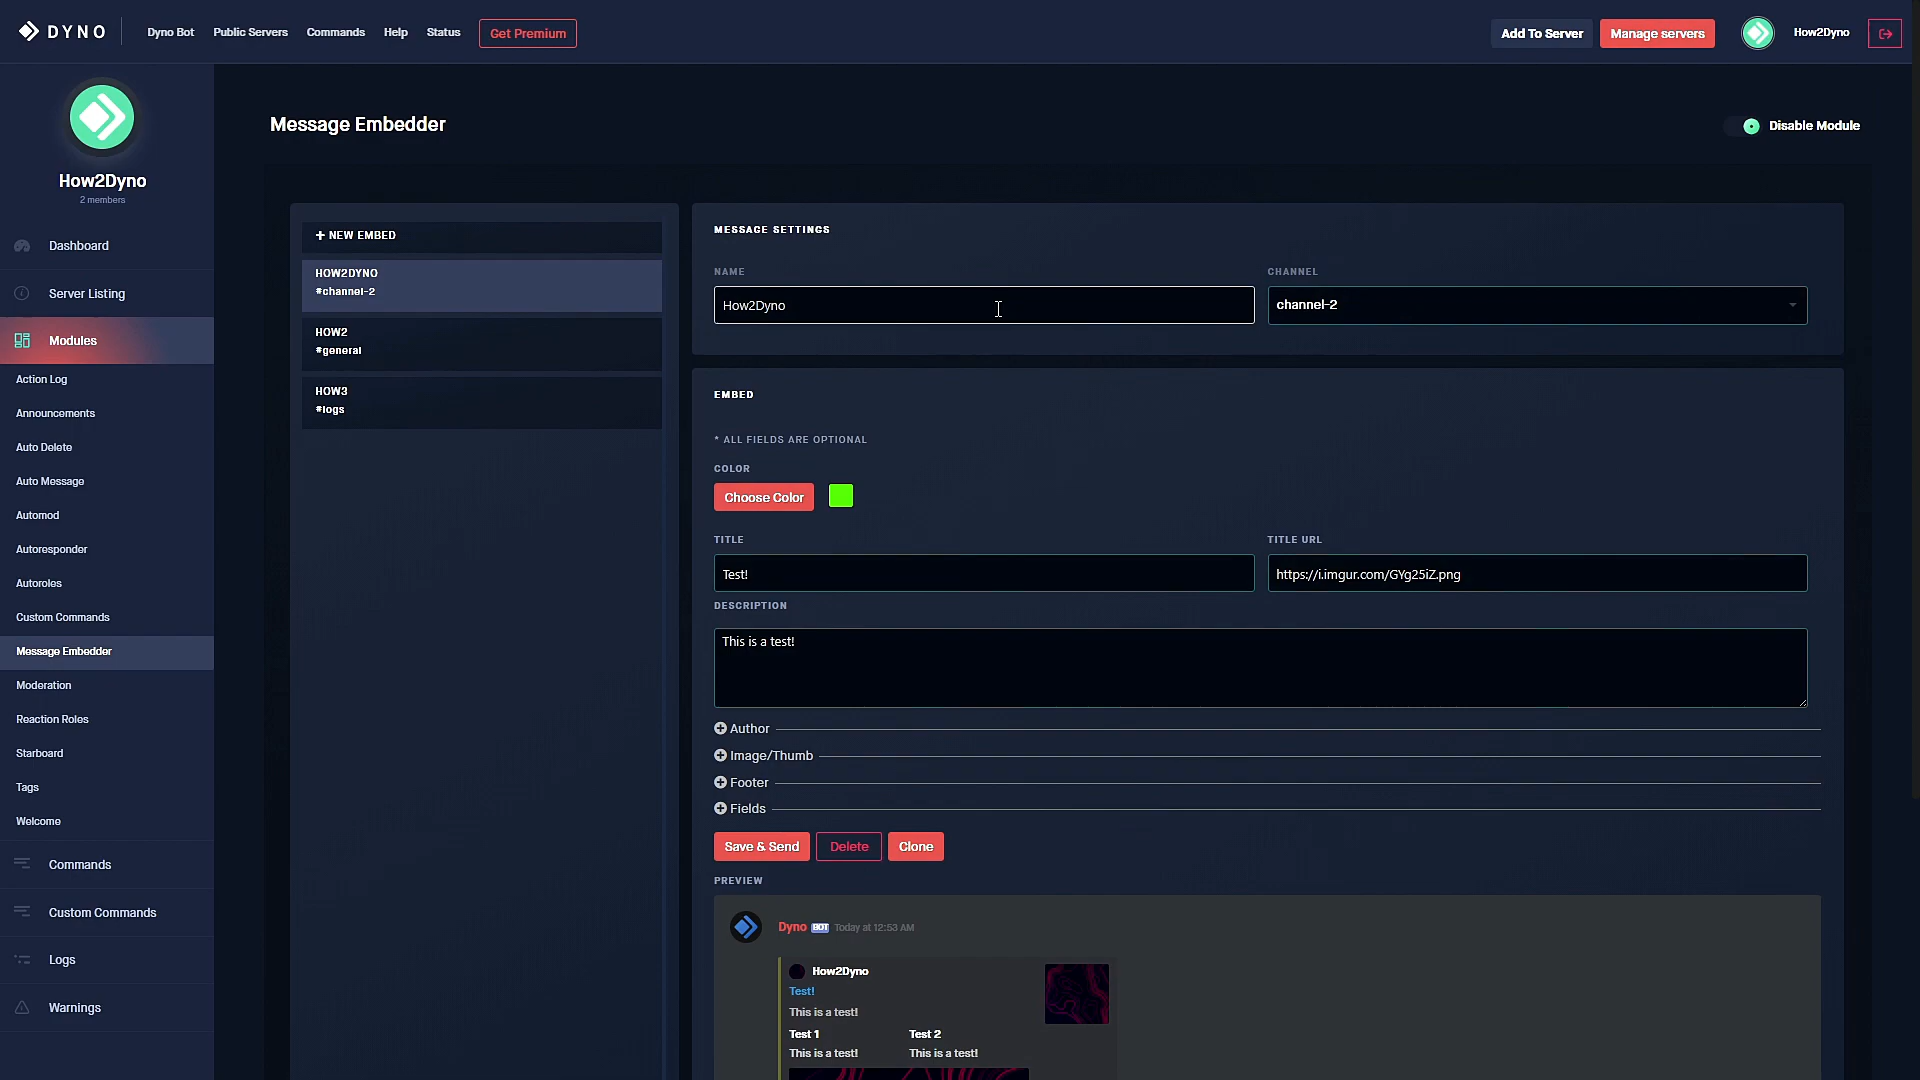 DYNO
Dyno Bot
Public Servers
Commands
Help
Status
Get Premium
Add To Server
Manage servers
How2Dyno
How2Dyno
2 members
Dashboard
Server Listing
Modules
Action Log
Announcements
Auto Delete
Auto Message
Automod
Autoresponder
Autoroles
Custom Commands
Message Embedder
Moderation
Reaction Roles
Starboard
Tags
Welcome
Commands
Custom Commands
Logs
Warnings
Message Embedder
Disable Module
NEW EMBED
HOW2DYNO
#channel-2
HOW2
#general
HOW3
#logs
MESSAGE SETTINGS
NAME
How2Dyno
CHANNEL
channel-2
EMBED
* ALL FIELDS ARE OPTIONAL
COLOR
Choose Color
TITLE
Test!
TITLE URL
https://i.imgur.com/GYg25iZ.png
DESCRIPTION
This is a test!
Author
Image/Thumb
Footer
Fields
Save & Send
Delete
Clone
PREVIEW
Dyno BOT Today at 12:53 AM
How2Dyno
Test!
This is a test!
Test 1
This is a test!
Test 2
This is a test!